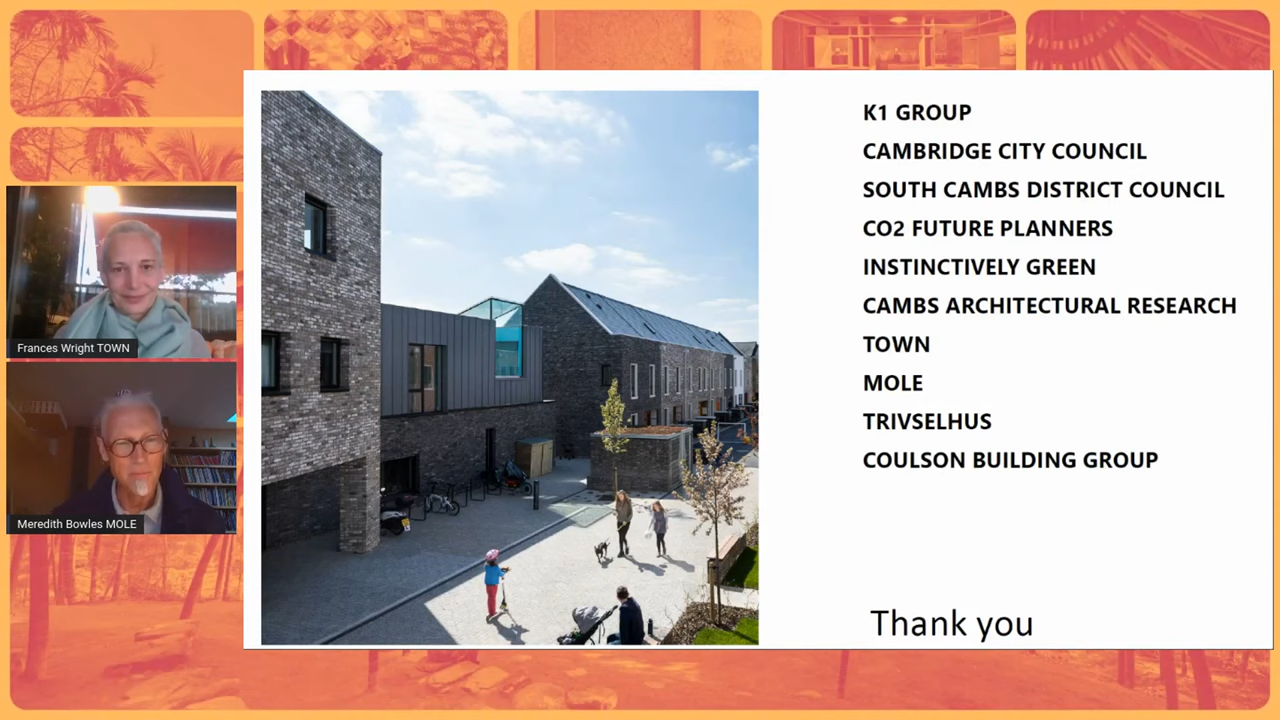 K1 GROUP
CAMBRIDGE CITY COUNCIL
SOUTH CAMBS DISTRICT COUNCIL
CO2 FUTURE PLANNERS
INSTINCTIVELY GREEN
CAMBS ARCHITECTURAL RESEARCH
TOWN
MOLE
TRIVSELHUS
COULSON BUILDING GROUP
Thank you
Frances Wright TOWN
Meredith Bowles MOLE